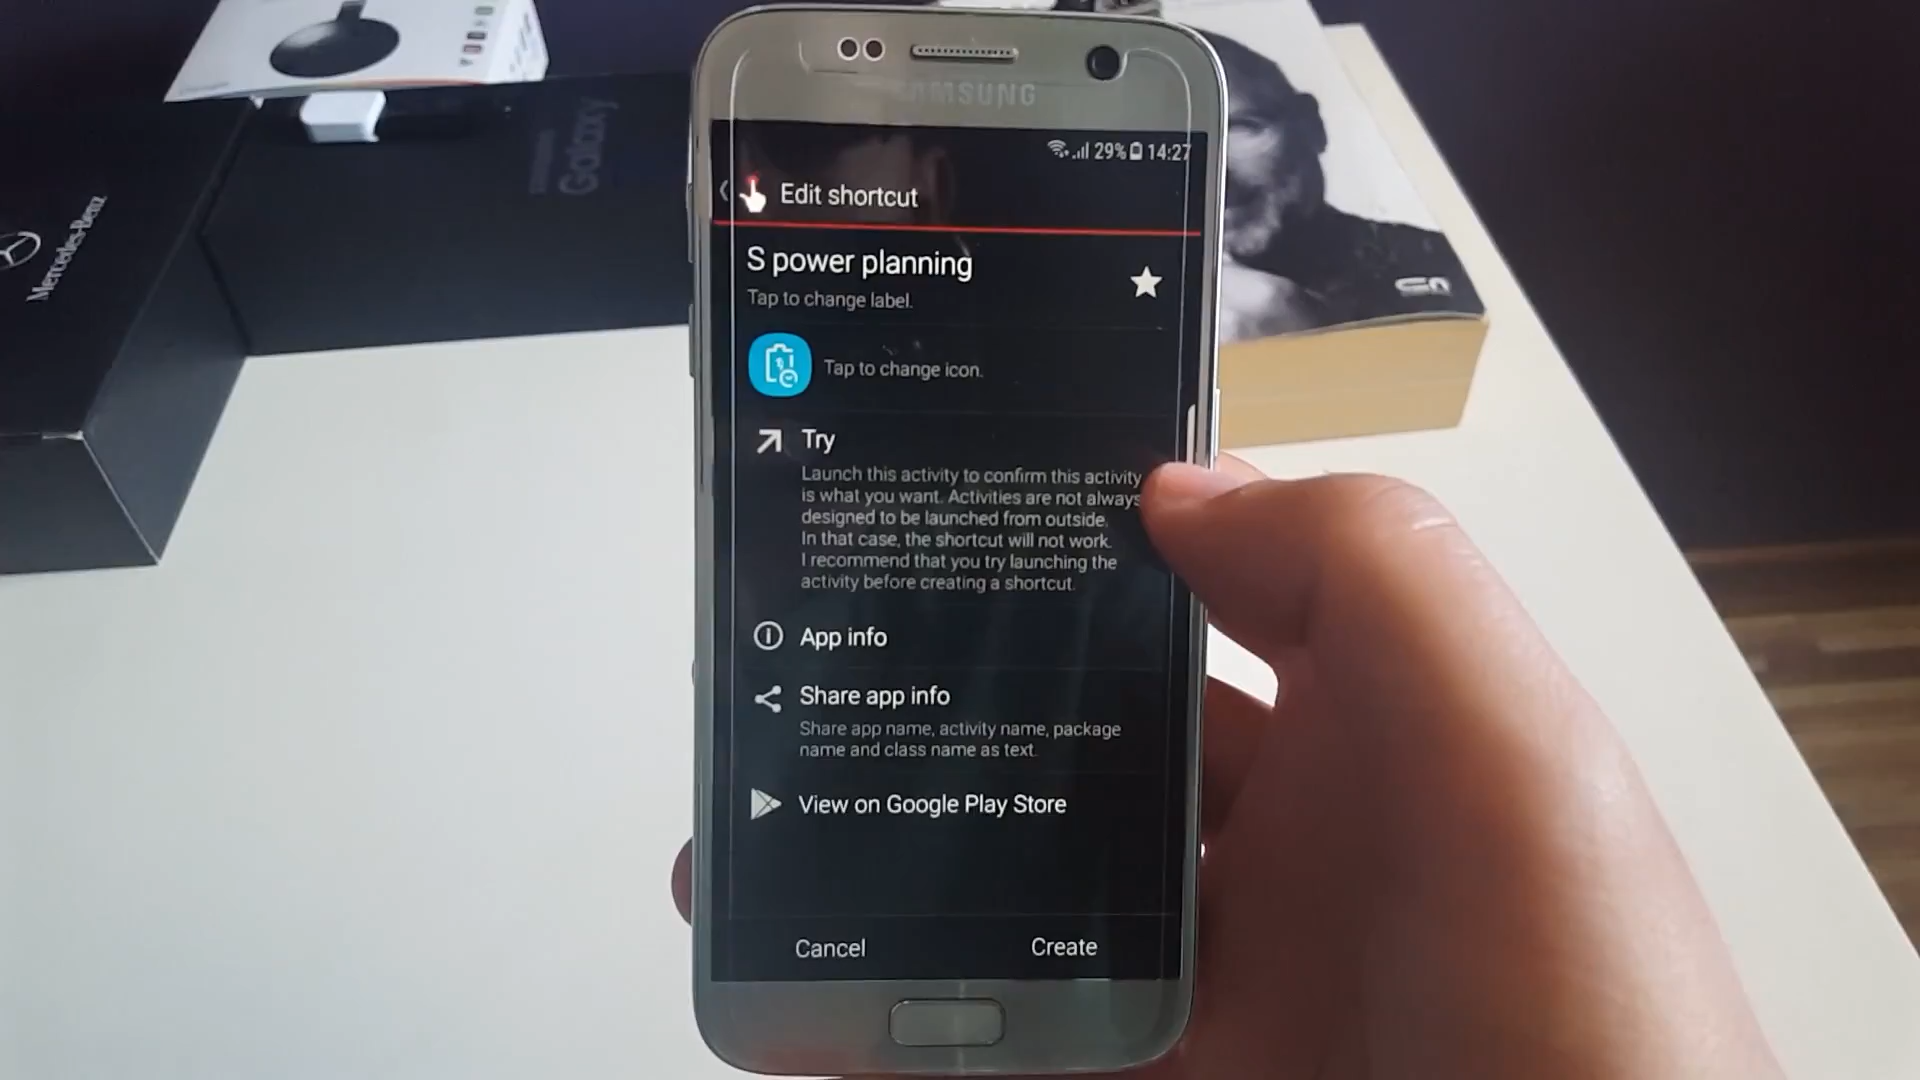 SAMSUNG
29% 14:27
Edit shortcut
S power planning
Tap to change label.
Tap to change icon.
Try
Launch this activity to confirm this activity
is what you want. Activities are not always
designed to be launched from outside.
In that case, the shortcut will not work.
I recommend that you try launching the
activity before creating a shortcut.
App info
Share app info
Share app name, activity name, package
name and class name as text.
View on Google Play Store
Cancel
Create
Mercedes-Benz
SAMSUNG
Galaxy